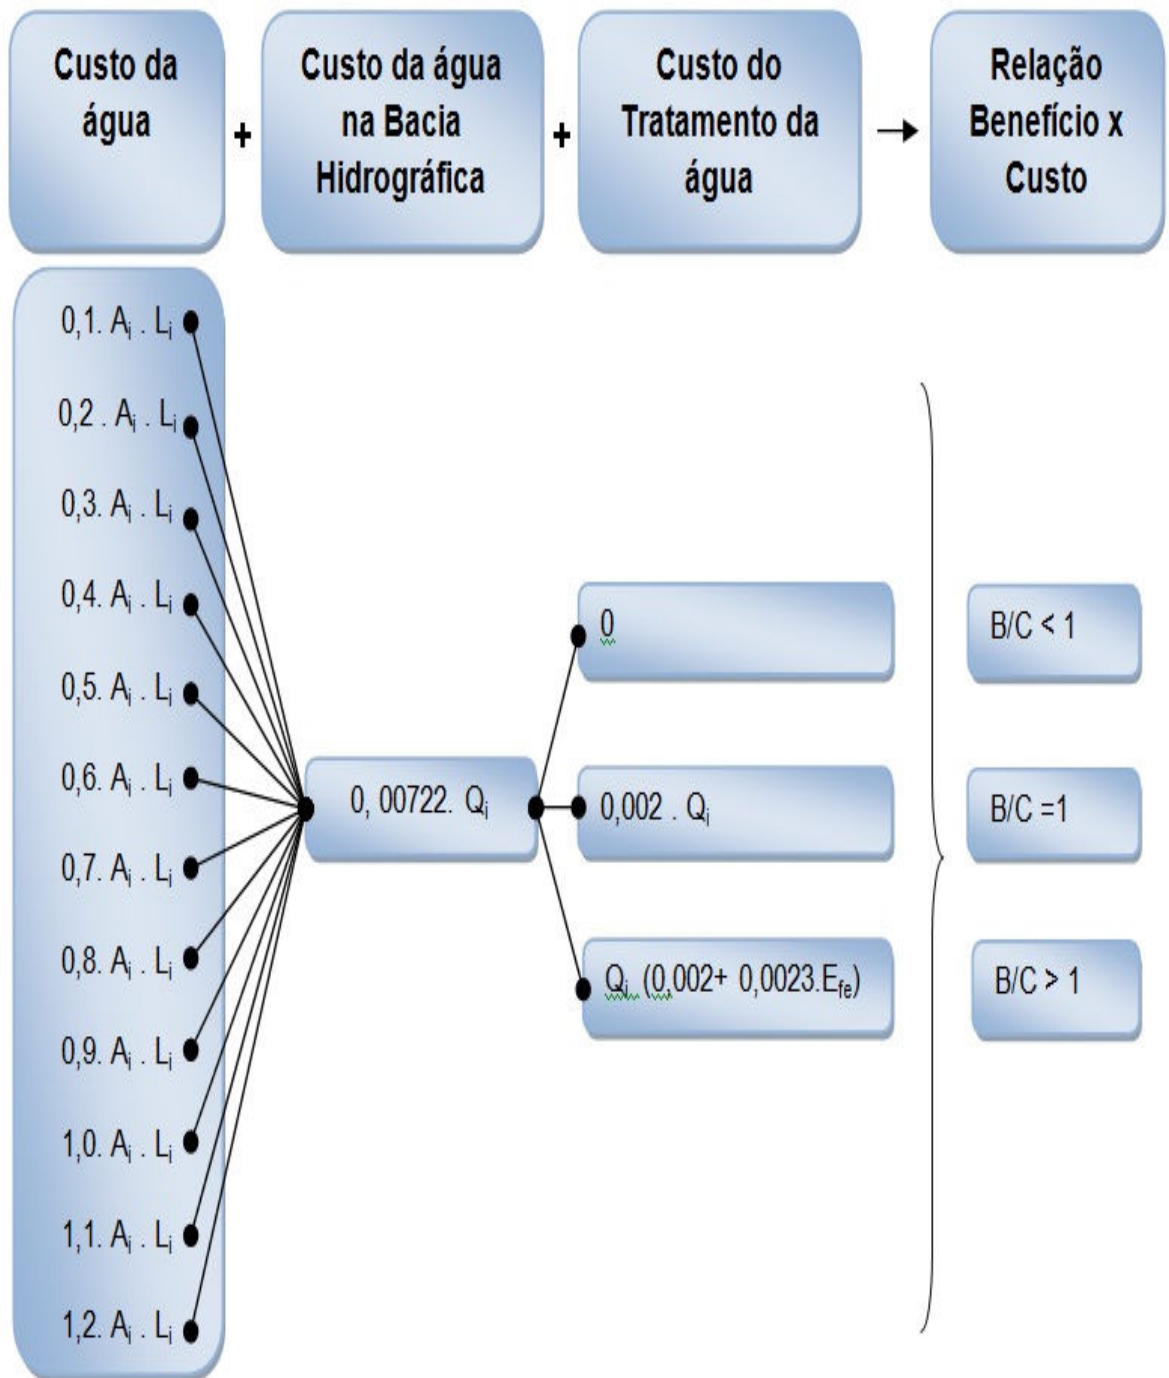 Custo da
água
+
Custo da água
na Bacia
Hidrográfica
+
Custo do
Tratamento da
água
→
Relação
Benefício x
Custo
0,1. Ai . Li
0,2 . Ai . Li
0,3. Ai . Li
0,4. Ai . Li
0,5. Ai . Li
0,6. Ai . Li
0,7. Ai . Li
0,8. Ai . Li
0,9. Ai . Li
1,0. Ai . Li
1,1. Ai . Li
1,2. Ai . Li
0, 00722. Qi
0
0,002 . Qi
Qi (0,002+ 0,0023.Efe)
B/C < 1
B/C =1
B/C > 1